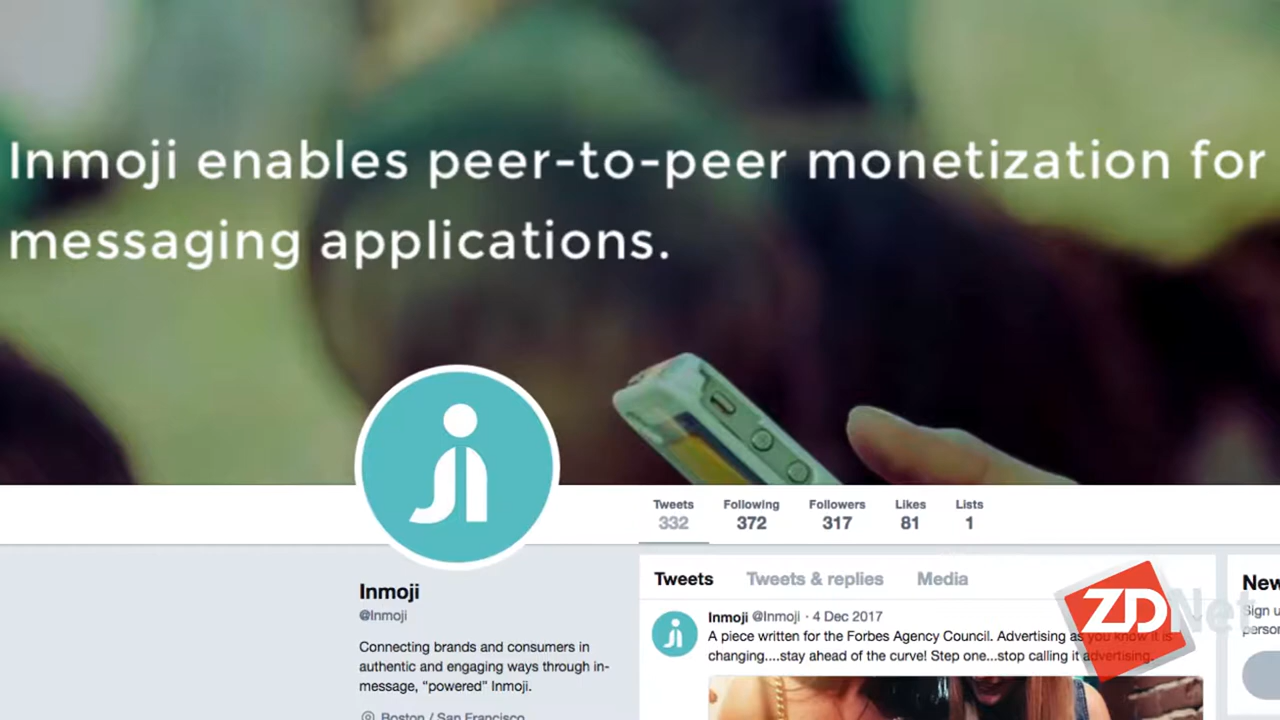 Inmoji enables peer-to-peer monetization for
messaging applications.
Tweets Following Followers Likes Lists
332 372 317 81 1
Tweets Tweets & replies Media
Inmoji
@Inmoji
Connecting brands and consumers in
authentic and engaging ways through in-
message, "powered" Inmoji.
Boston / San Francisco
Inmoji @Inmoji · 4 Dec 2017
A piece written for the Forbes Agency Council. Advertising as you know it is
changing....stay ahead of the curve! Step one...stop calling it advertising.
ZDNet
New
Sign u
person